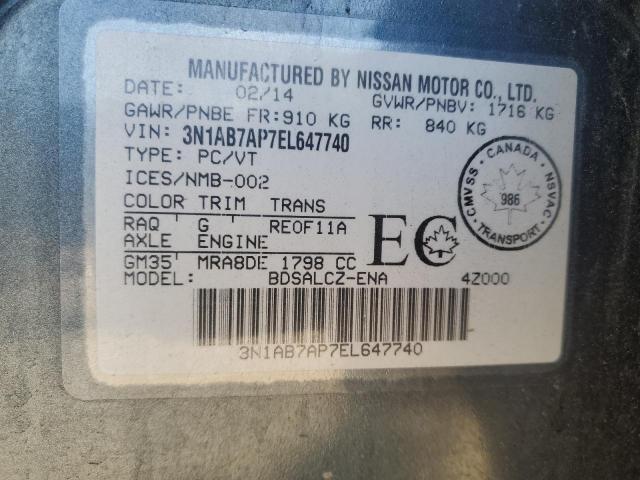 MANUFACTURED BY NISSAN MOTOR CO., LTD.
DATE: 02/14 GVWR/PNBV: 1716 KG
GAWR/PNBE FR: 910 KG RR: 840 KG
VIN: 3N1AB7AP7EL647740
TYPE: PC/VT
ICES/NMB-002
COLOR TRIM TRANS
RAQ G REOF11A
AXLE ENGINE
GM35 MRA8DE 1798 CC
MODEL: BDSALCZ-ENA 4Z000
EC
CANADA
CMVSS 986 NSVAC
TRANSPORT
3N1AB7AP7EL647740